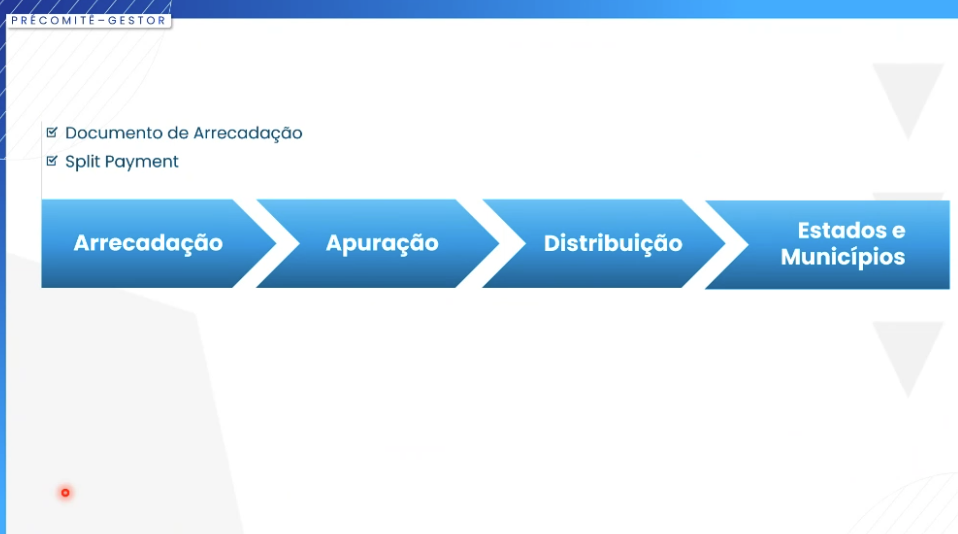 PRÉCOMITÊ–GESTOR
Documento de Arrecadação
Split Payment
Arrecadação
Apuração
Distribuição
Estados e
Municípios